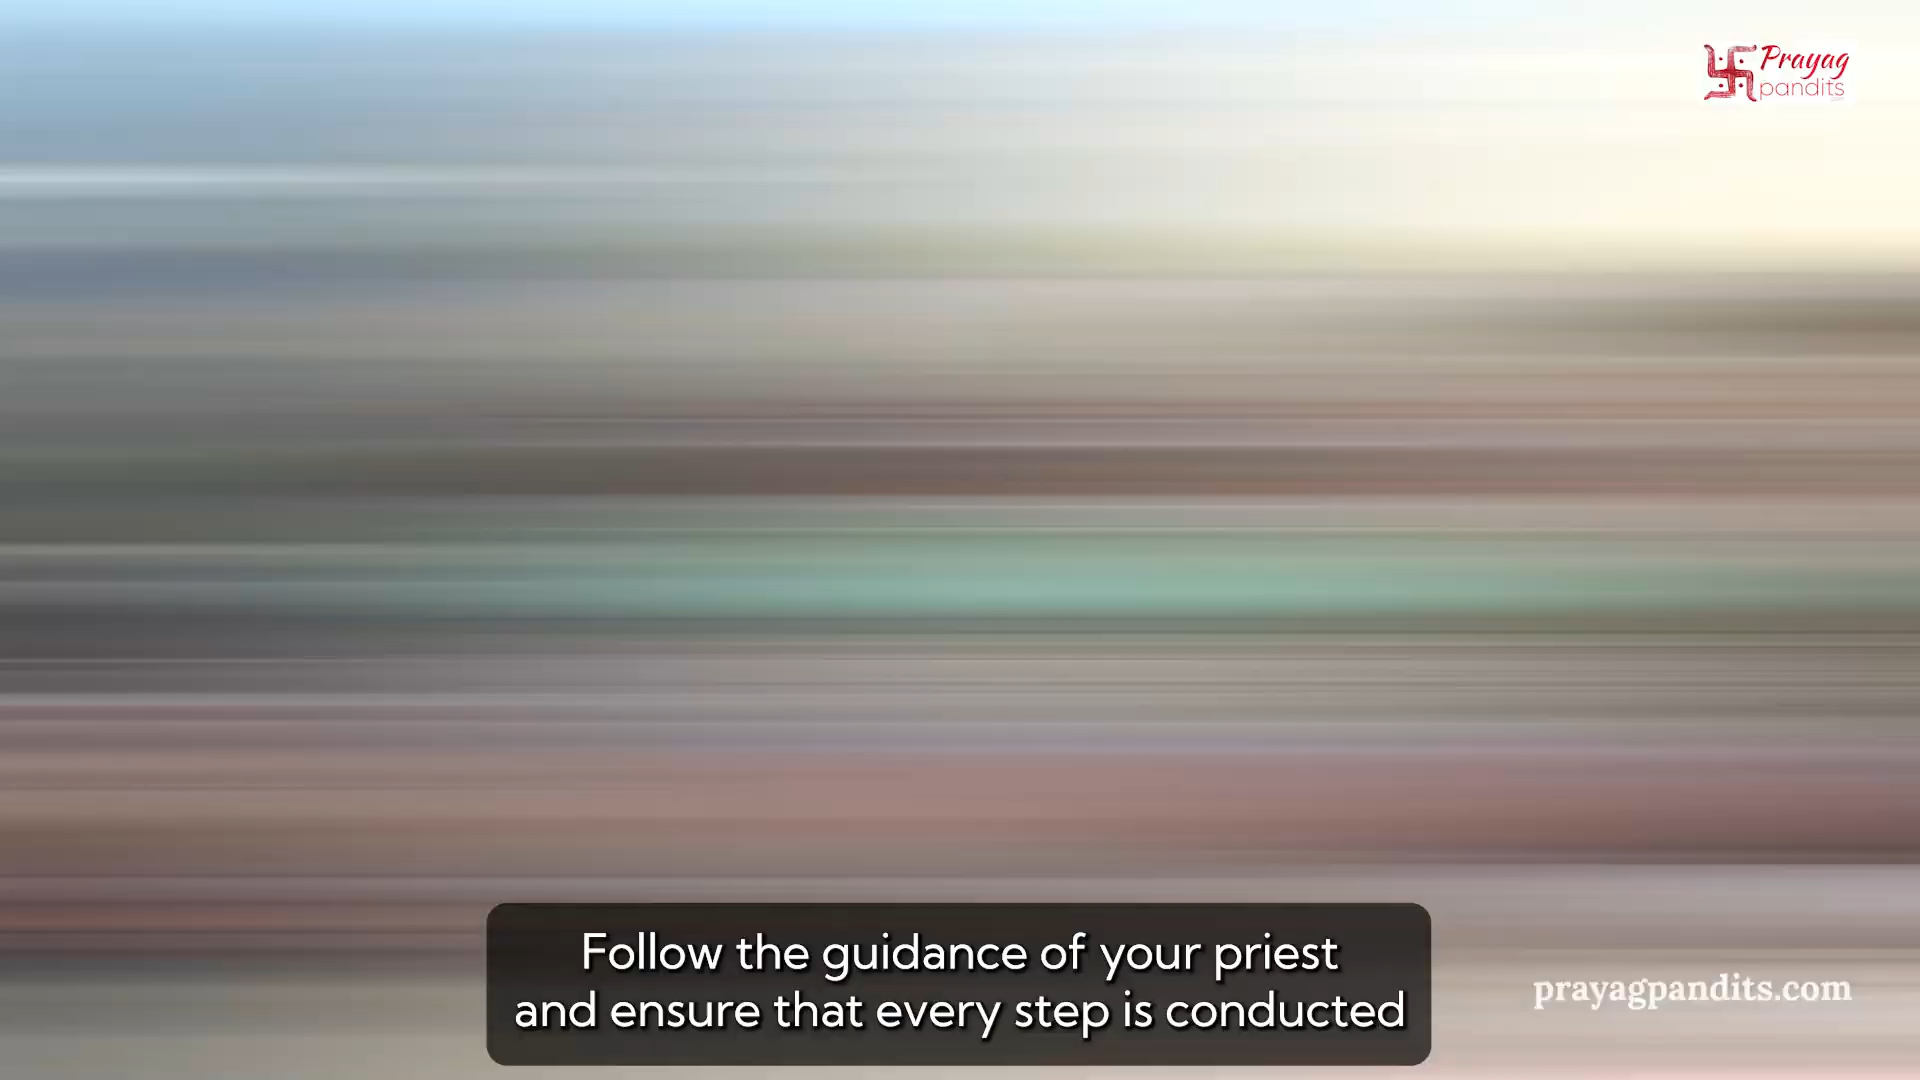 Prayag
pandits
Follow the guidance of your priest
and ensure that every step is conducted
prayagpandits.com